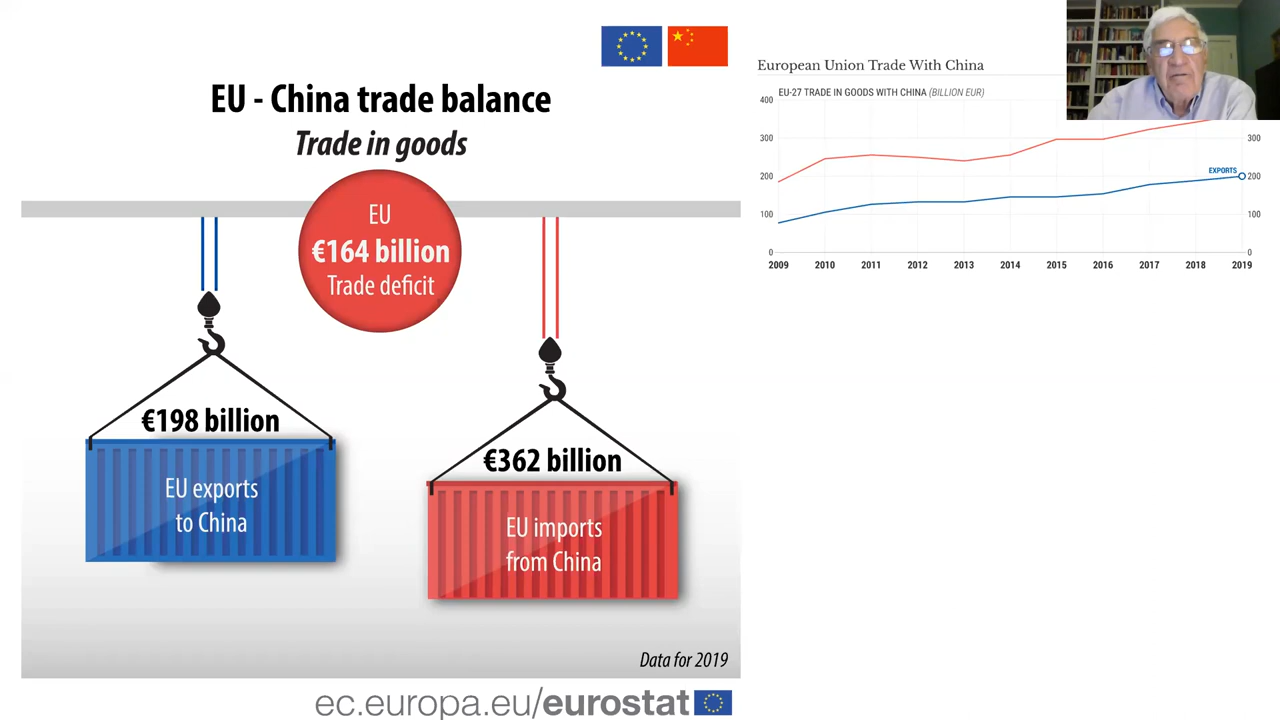 EU - China trade balance
Trade in goods
EU
€164 billion
Trade deficit
€198 billion
EU exports
to China
€362 billion
EU imports
from China
Data for 2019
ec.europa.eu/eurostat
European Union Trade With China
EU-27 TRADE IN GOODS WITH CHINA (BILLION EUR)
400
300 300
EXPORTS
200 200
100 100
0 0
2009 2010 2011 2012 2013 2014 2015 2016 2017 2018 2019